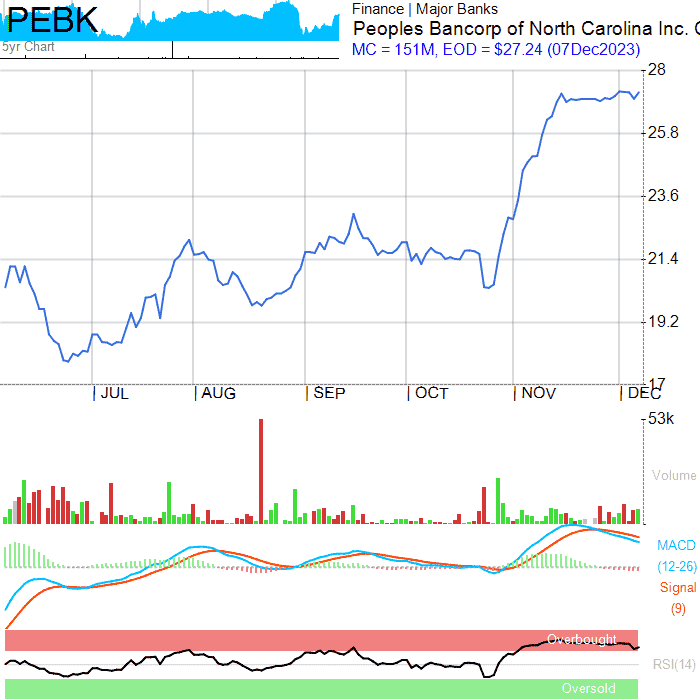 PEBK
5yr Chart
Finance | Major Banks
Peoples Bancorp of North Carolina Inc. C
MC = 151M, EOD = $27.24 (07Dec2023)
28
25.8
23.6
21.4
19.2
17
JUL AUG SEP OCT NOV DEC
53k
Volume
MACD
(12-26)
Signal
(9)
Overbought
RSI(14)
Oversold